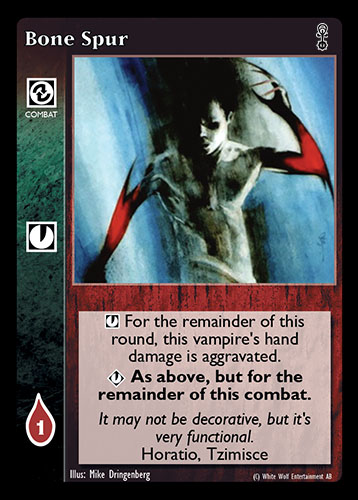 Bone Spur
COMBAT
For the remainder of this
round, this vampire's hand
damage is aggravated.
As above, but for the
remainder of this combat.
It may not be decorative, but it's
very functional.
Horatio, Tzimisce
1
Illus: Mike Dringenberg
(C) White Wolf Entertainment AB